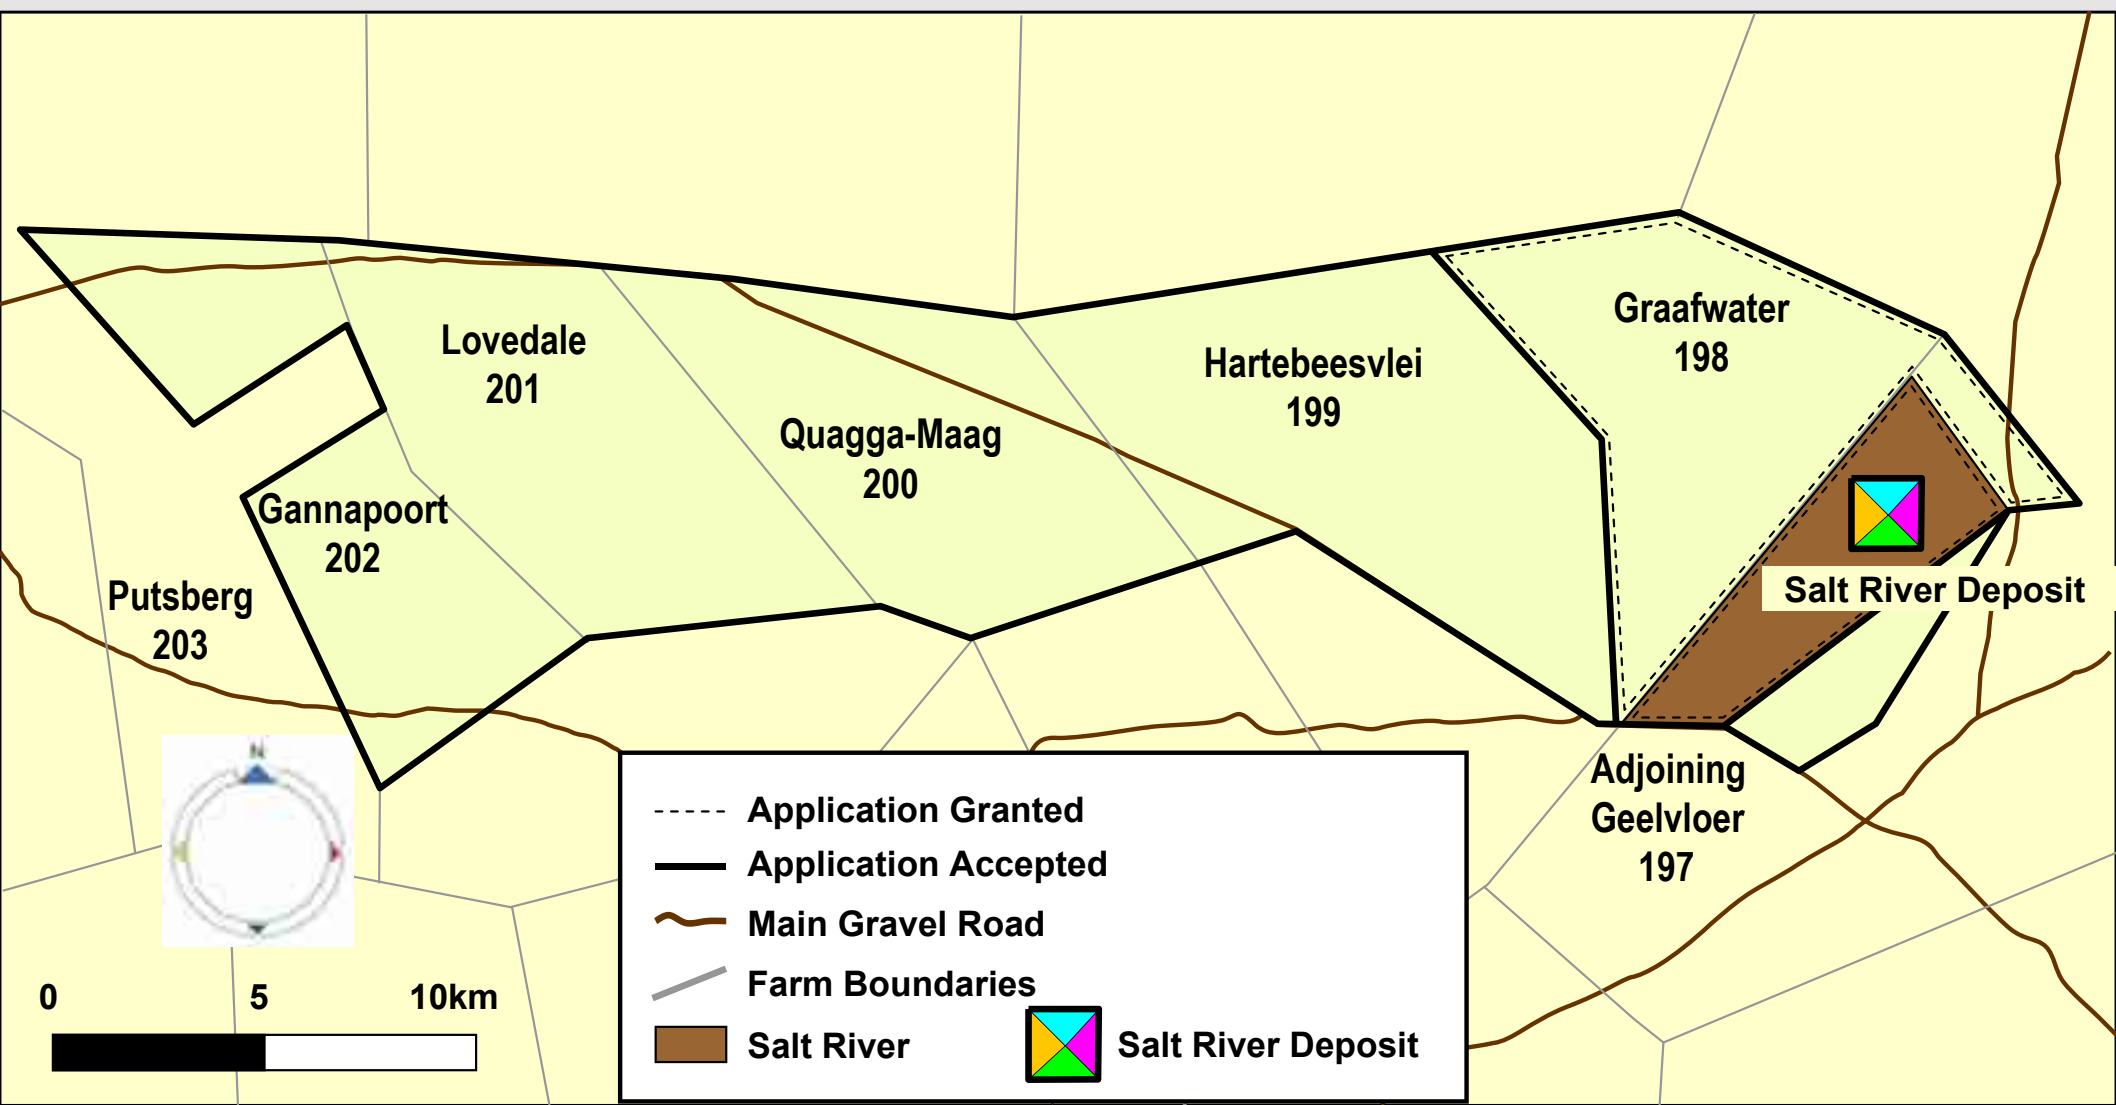 Graafwater
198
Lovedale
201
Hartebeesvlei
199
Quagga-Maag
200
Gannapoort
202
Putsberg
203
Salt River Deposit
Adjoining
Geelvloer
197
N
0 5 10km
Application Granted
Application Accepted
Main Gravel Road
Farm Boundaries
Salt River
Salt River Deposit